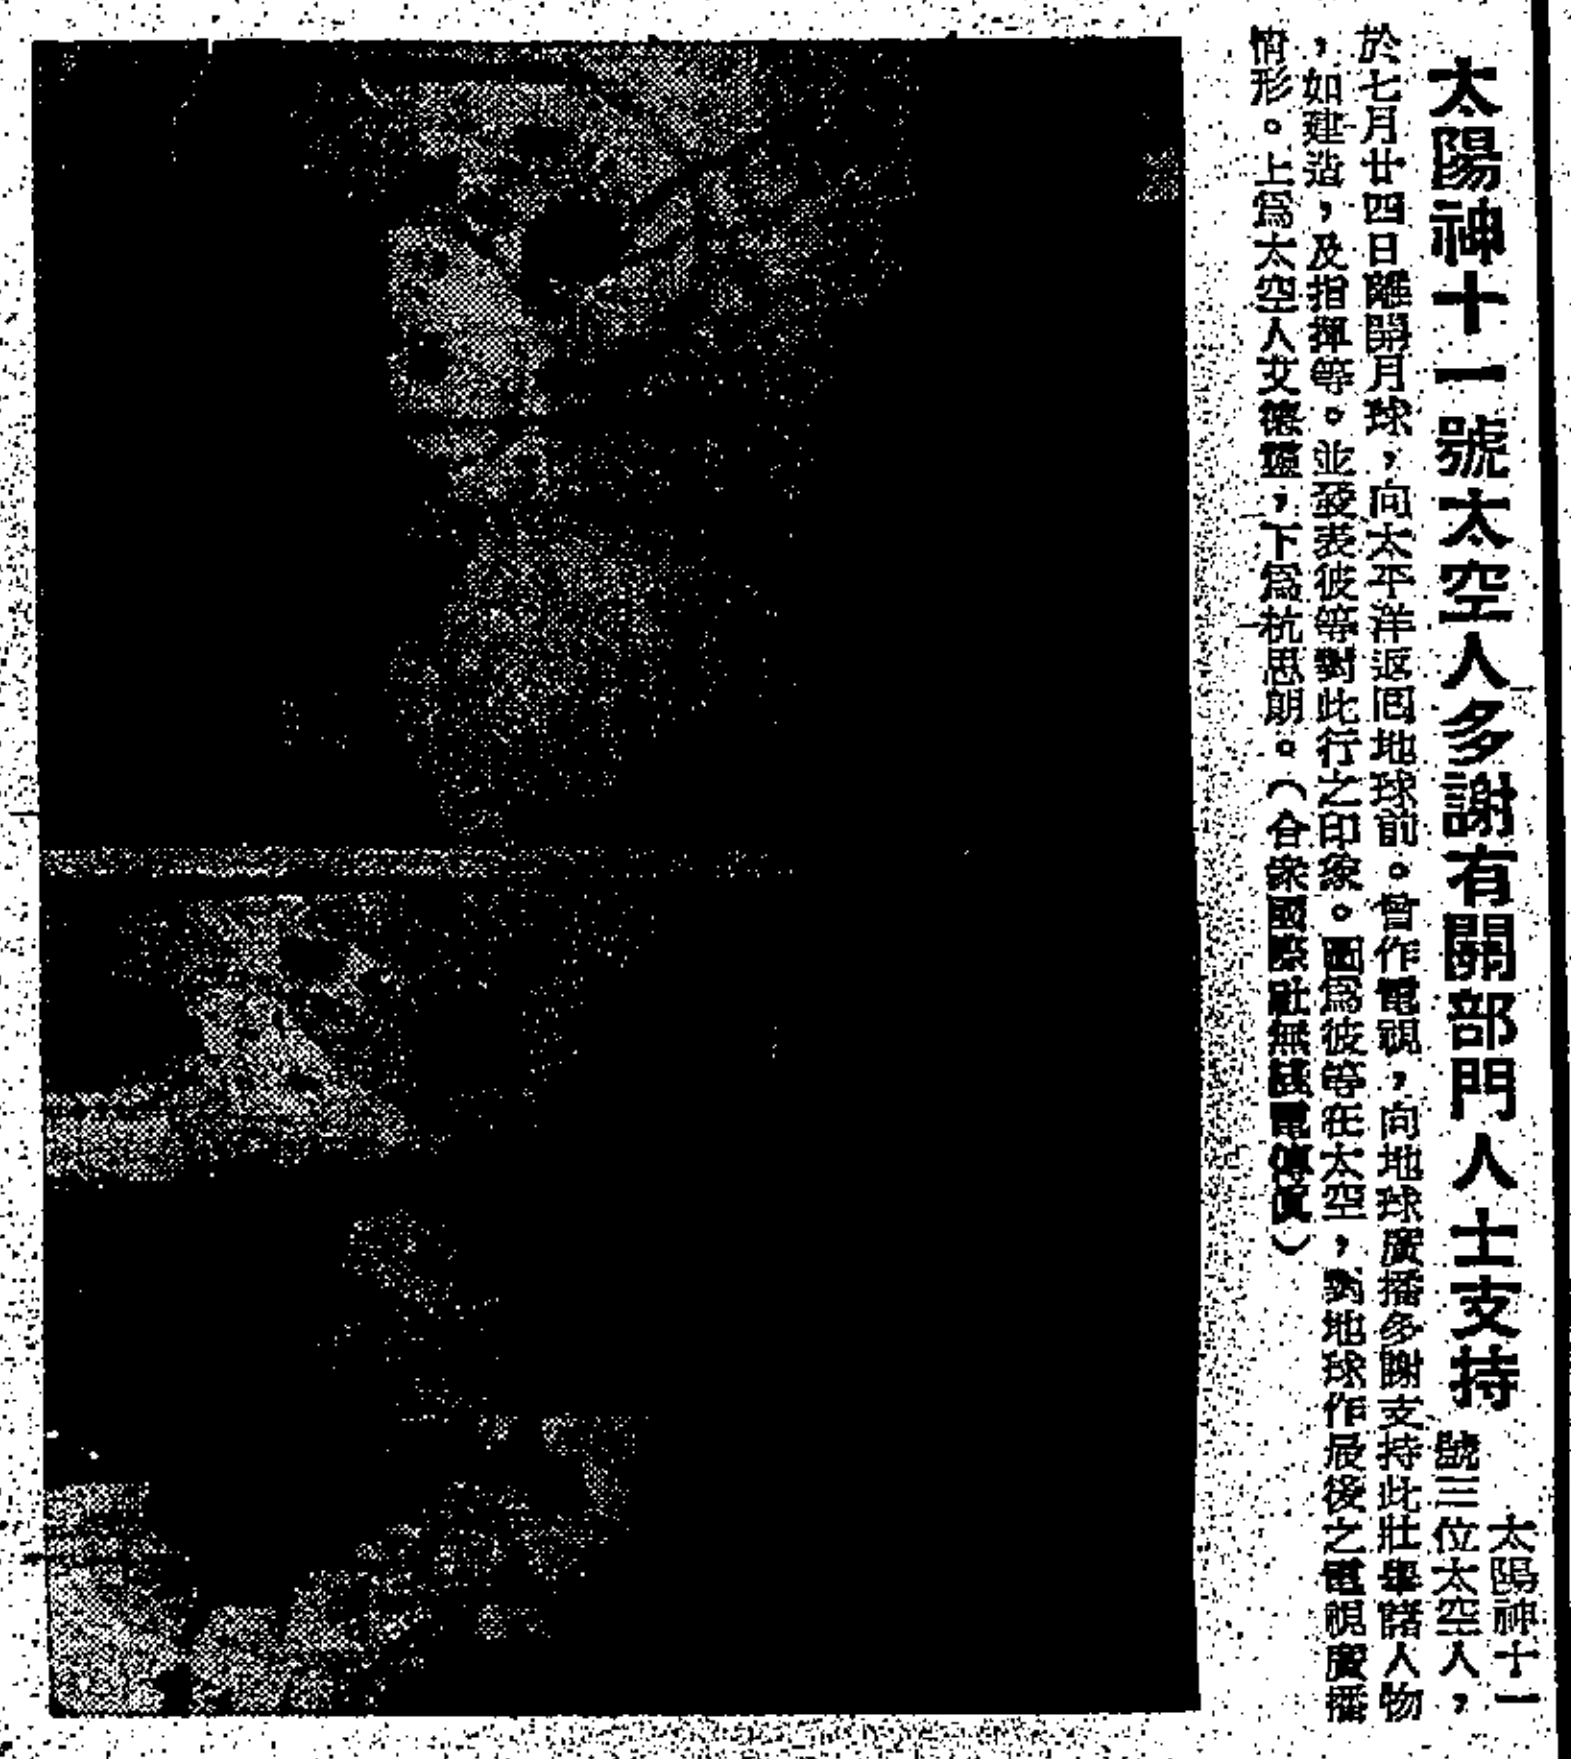 太陽神十一號太空人多謝有關部門人士支持
太陽神十一
號三位太空人，
於七月廿四日離開月球，向太平洋返囘地球前。曾作電視，向地球廣播多謝支持此壯舉諸人物
，如建造，及指揮等。並發表彼等對此行之印象。圖爲彼等在太空，對地球作最後之電視廣播
情形。上爲太空人艾德靈，下爲杭思朗。（合衆國際社無綫電傳眞）